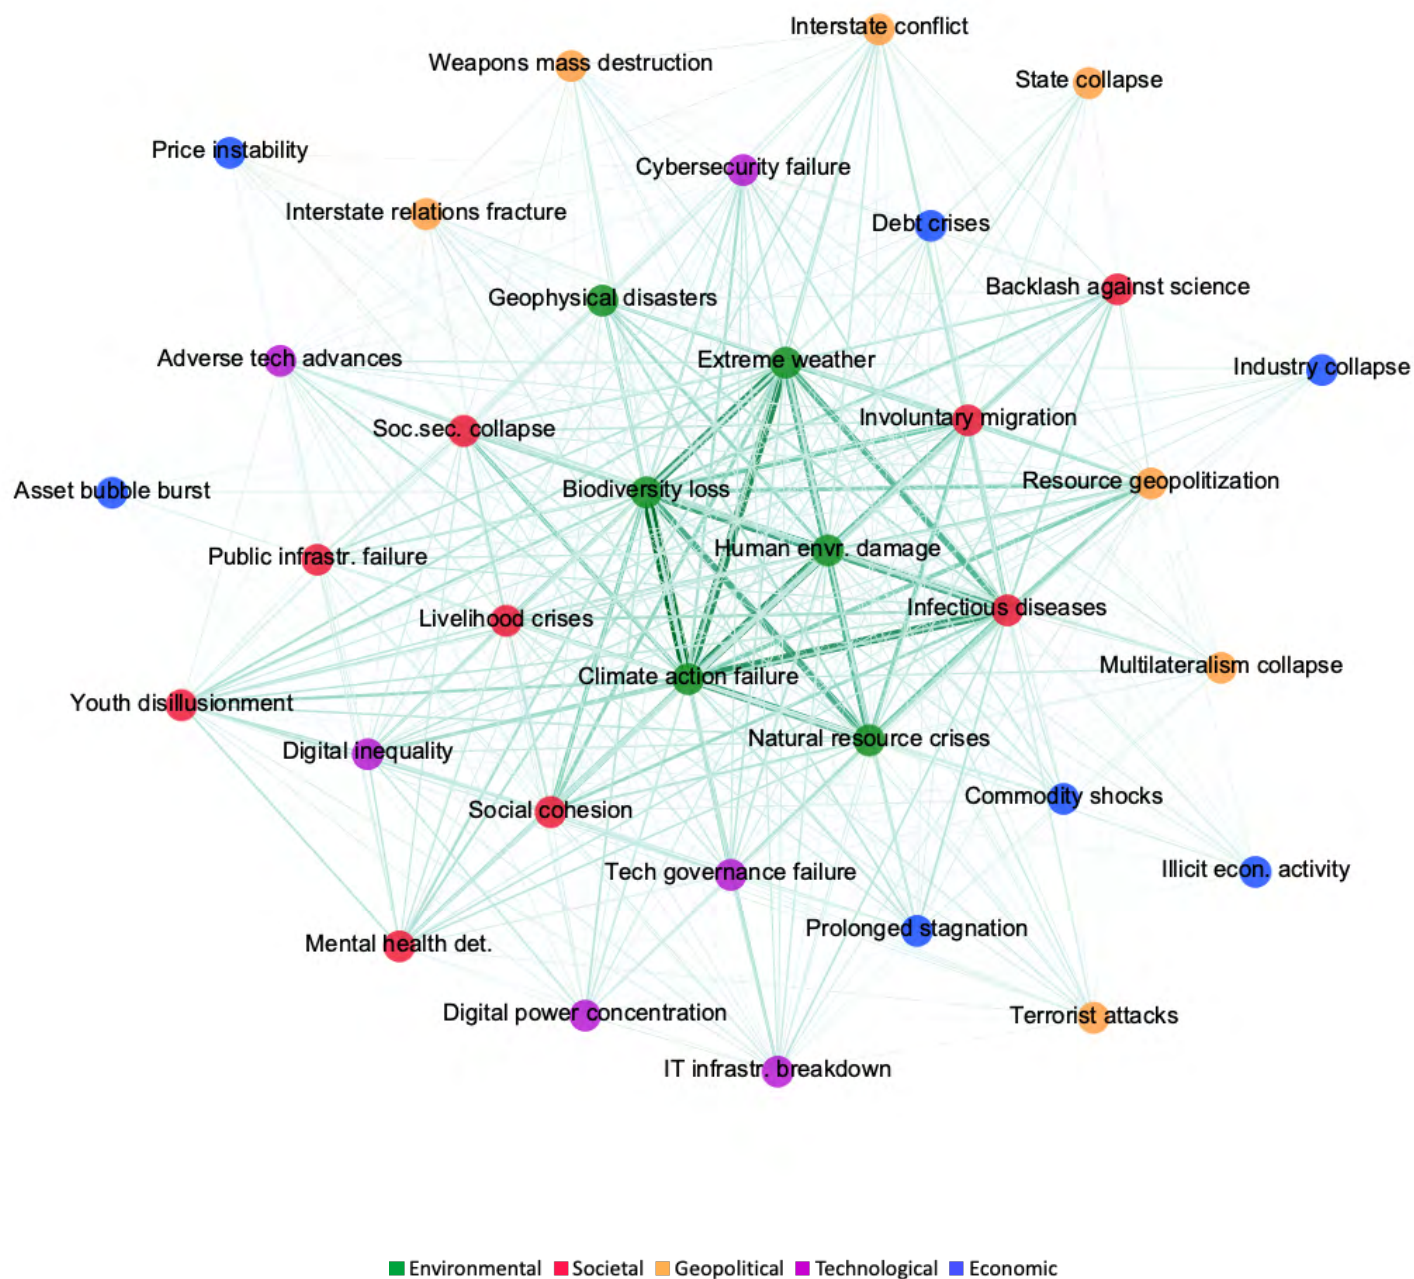 Interstate conflict
Weapons mass destruction
State collapse
Price instability
Cybersecurity failure
Interstate relations fracture
Debt crises
Backlash against science
Geophysical disasters
Adverse tech advances
Extreme weather
Industry collapse
Soc.sec. collapse
Involuntary migration
Asset bubble burst
Biodiversity loss
Resource geopolitization
Public infrastr. failure
Human envr. damage
Livelihood crises
Infectious diseases
Climate action failure
Multilateralism collapse
Youth disillusionment
Digital inequality
Natural resource crises
Social cohesion
Commodity shocks
Tech governance failure
Illicit econ. activity
Mental health det.
Prolonged stagnation
Digital power concentration
Terrorist attacks
IT infrastr. breakdown
Environmental Societal Geopolitical Technological Economic